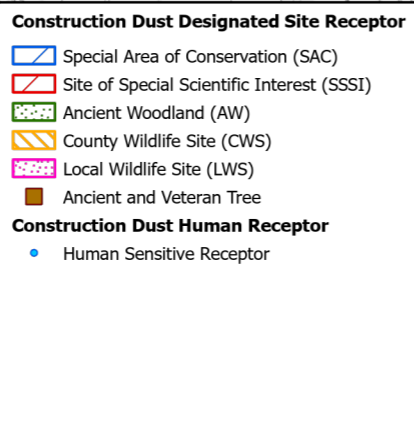 Construction Dust Designated Site Receptor
Special Area of Conservation (SAC)
Site of Special Scientific Interest (SSSI)
Ancient Woodland (AW)
County Wildlife Site (CWS)
Local Wildlife Site (LWS)
Ancient and Veteran Tree
Construction Dust Human Receptor
Human Sensitive Receptor